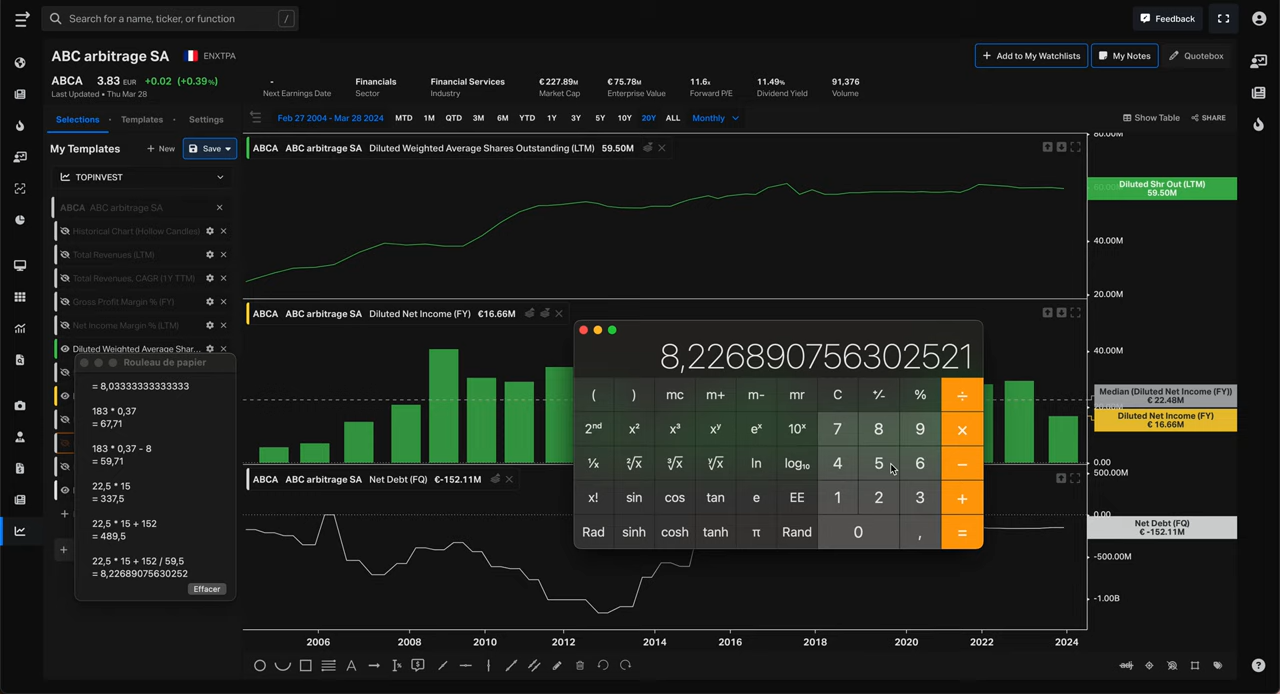 Search for a name, ticker, or function
/
Feedback
ABC arbitrage SA
ENXTPA
ABCA 3.83 EUR +0.02 (+0.39%)
Last Updated • Thu Mar 28
-
Next Earnings Date
Financials
Sector
Financial Services
Industry
€227.89M
Market Cap
€75.78M
Enterprise Value
11.6x
Forward P/E
11.49%
Dividend Yield
91,376
Volume
+ Add to My Watchlists
My Notes
Quotebox
Selections
Templates
Settings
Feb 27 2004 - Mar 28 2024
MTD 1M QTD 3M 6M YTD 1Y 3Y 5Y 10Y 20Y ALL
Monthly
Show Table
SHARE
My Templates
+ New
Save
TOPINVEST
ABCA ABC arbitrage SA
Historical Chart (Hollow Candles)
Total Revenues (LTM)
Total Revenues, CAGR (1Y TTM)
Gross Profit Margin % (FY)
Net Income Margin % (LTM)
Diluted Weighted Average Shar...
Rouleau de papier
= 8,03333333333333
183 * 0,37
= 67,71
183 * 0,37 - 8
= 59,71
22,5 * 15
= 337,5
22,5 * 15 + 152
= 489,5
22,5 * 15 + 152 / 59,5
= 8,22689075630252
Effacer
ABCA ABC arbitrage SA Diluted Weighted Average Shares Outstanding (LTM) 59.50M
80.00M
Diluted Shr Out (LTM)
59.50M
40.00M
20.00M
ABCA ABC arbitrage SA Diluted Net Income (FY) €16.66M
40.00M
Median (Diluted Net Income (FY))
€ 22.48M
Diluted Net Income (FY)
€ 16.66M
0.00
ABCA ABC arbitrage SA Net Debt (FQ) €-152.11M
500.00M
0.00
Net Debt (FQ)
€ -152.11M
-500.00M
-1.00B
8,226890756302521
( ) mc m+ m- mr C +⁄- % ÷
2nd x² x³ xʸ eˣ 10ˣ 7 8 9 ×
¹⁄x ²√x ³√x ʸ√x ln log₁₀ 4 5 6 −
x! sin cos tan e EE 1 2 3 +
Rad sinh cosh tanh π Rand 0 , =
2006 2008 2010 2012 2014 2016 2018 2020 2022 2024
adj